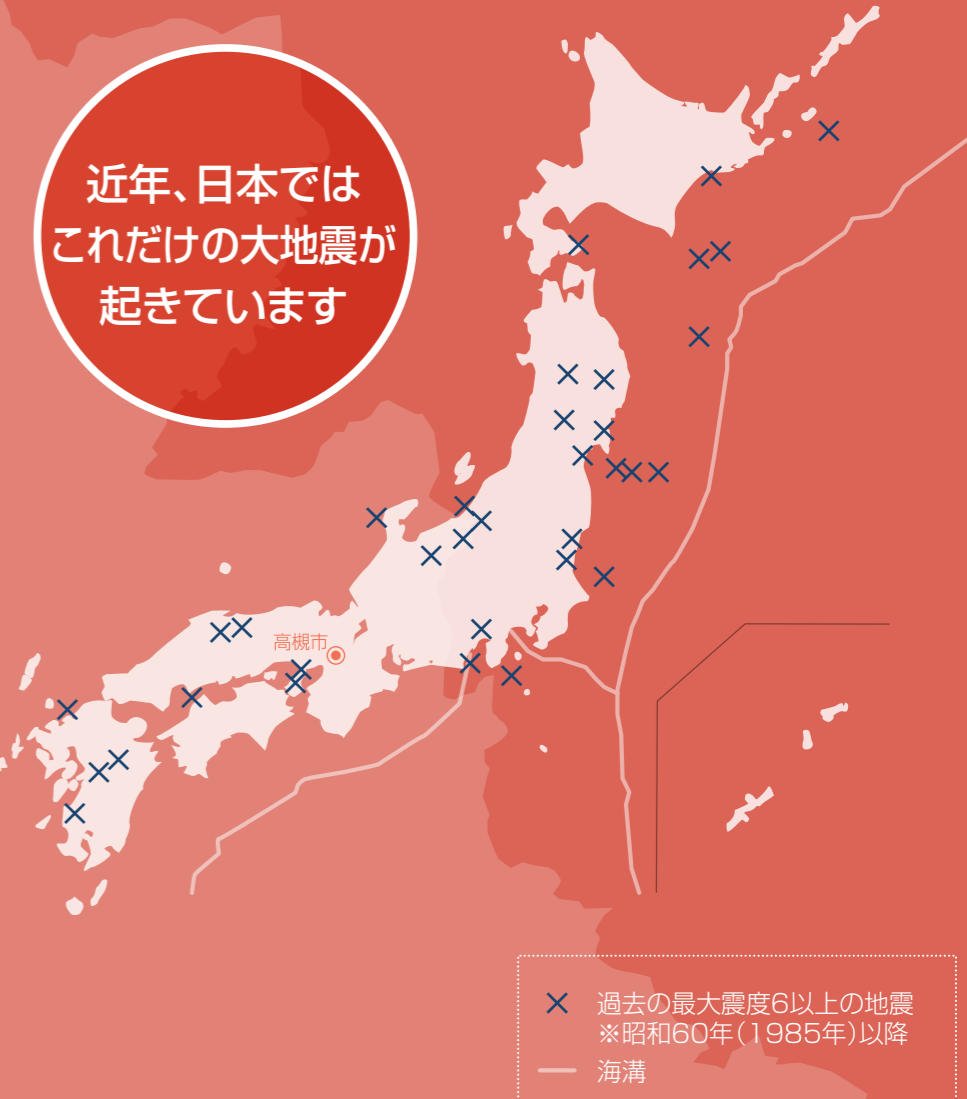 近年、日本では
これだけの大地震が
起きています
高槻市
過去の最大震度6以上の地震
※昭和60年(1985年)以降
海溝